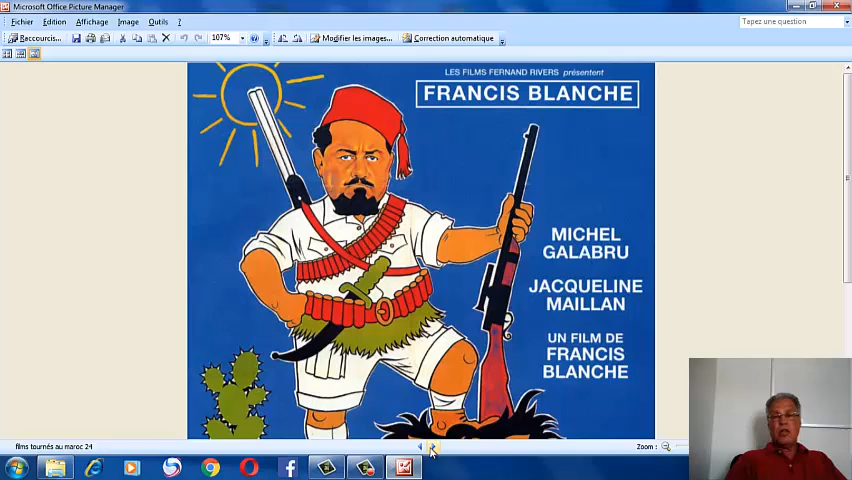 Microsoft Office Picture Manager
Fichier Édition Affichage Image Outils ?
Tapez une question
Raccourcis... 107% Modifier les images... Correction automatique
LES FILMS FERNAND RIVERS présentent
FRANCIS BLANCHE
MICHEL
GALABRU
JACQUELINE
MAILLAN
UN FILM DE
FRANCIS
BLANCHE
films tournés au maroc 24
Zoom :